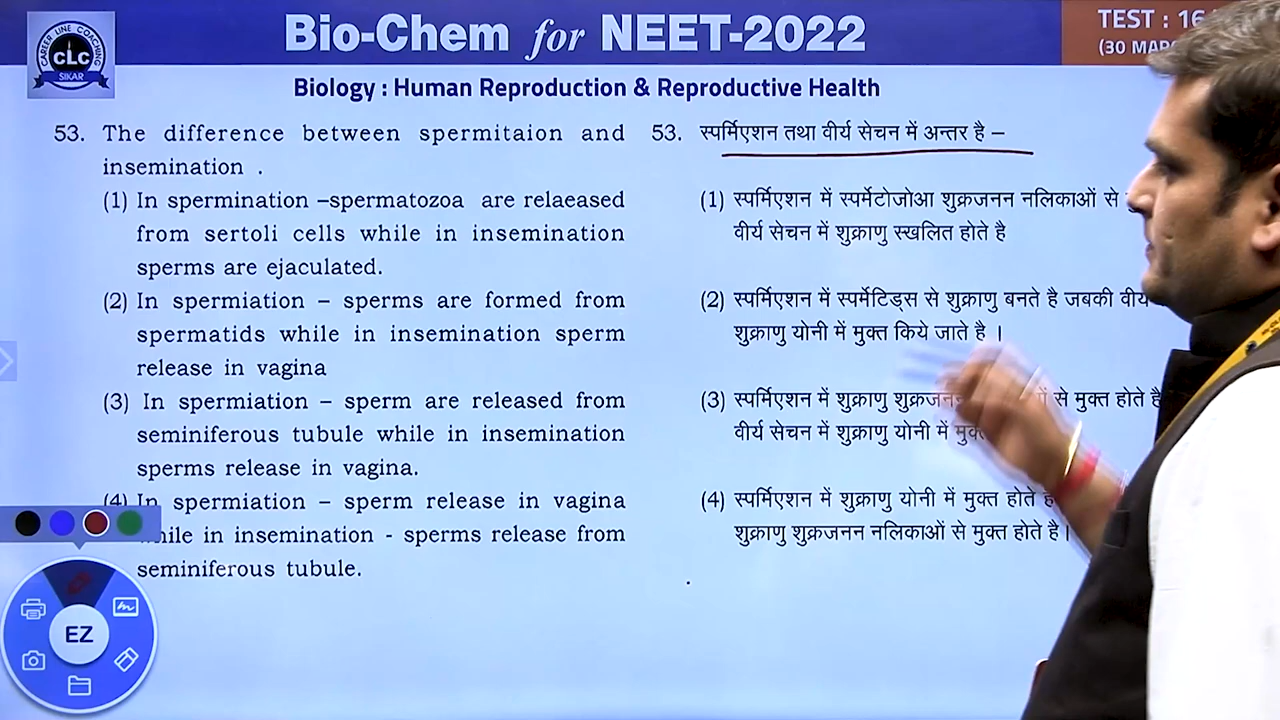 CAREER LINE COACHING
CLC
SIKAR
Bio-Chem for NEET-2022
TEST : 16
(30
Biology : Human Reproduction & Reproductive Health
53. The difference between spermitaion and
insemination .
(1) In spermination –spermatozoa are relaeased
from sertoli cells while in insemination
sperms are ejaculated.
(2) In spermiation – sperms are formed from
spermatids while in insemination sperm
release in vagina
(3) In spermiation – sperm are released from
seminiferous tubule while in insemination
sperms release in vagina.
(4) In spermiation – sperm release in vagina
while in insemination - sperms release from
seminiferous tubule.
53. स्पर्मिएशन तथा वीर्य सेचन में अन्तर है –
(1) स्पर्मिएशन में स्पर्मेटोजोआ शुक्रजनन नलिकाओं से
वीर्य सेचन में शुक्राणु स्खलित होते है
(2) स्पर्मिएशन में स्पर्मेटिड्स से शुक्राणु बनते है जबकी वीर्य
शुक्राणु योनी में मुक्त किये जाते है ।
(3) स्पर्मिएशन में शुक्राणु से मुक्त होते है
वीर्य सेचन में शुक्राणु योनी में
(4) स्पर्मिएशन में शुक्राणु योनी में मुक्त होते
शुक्राणु शुक्रजनन नलिकाओं से मुक्त होते है।
EZ